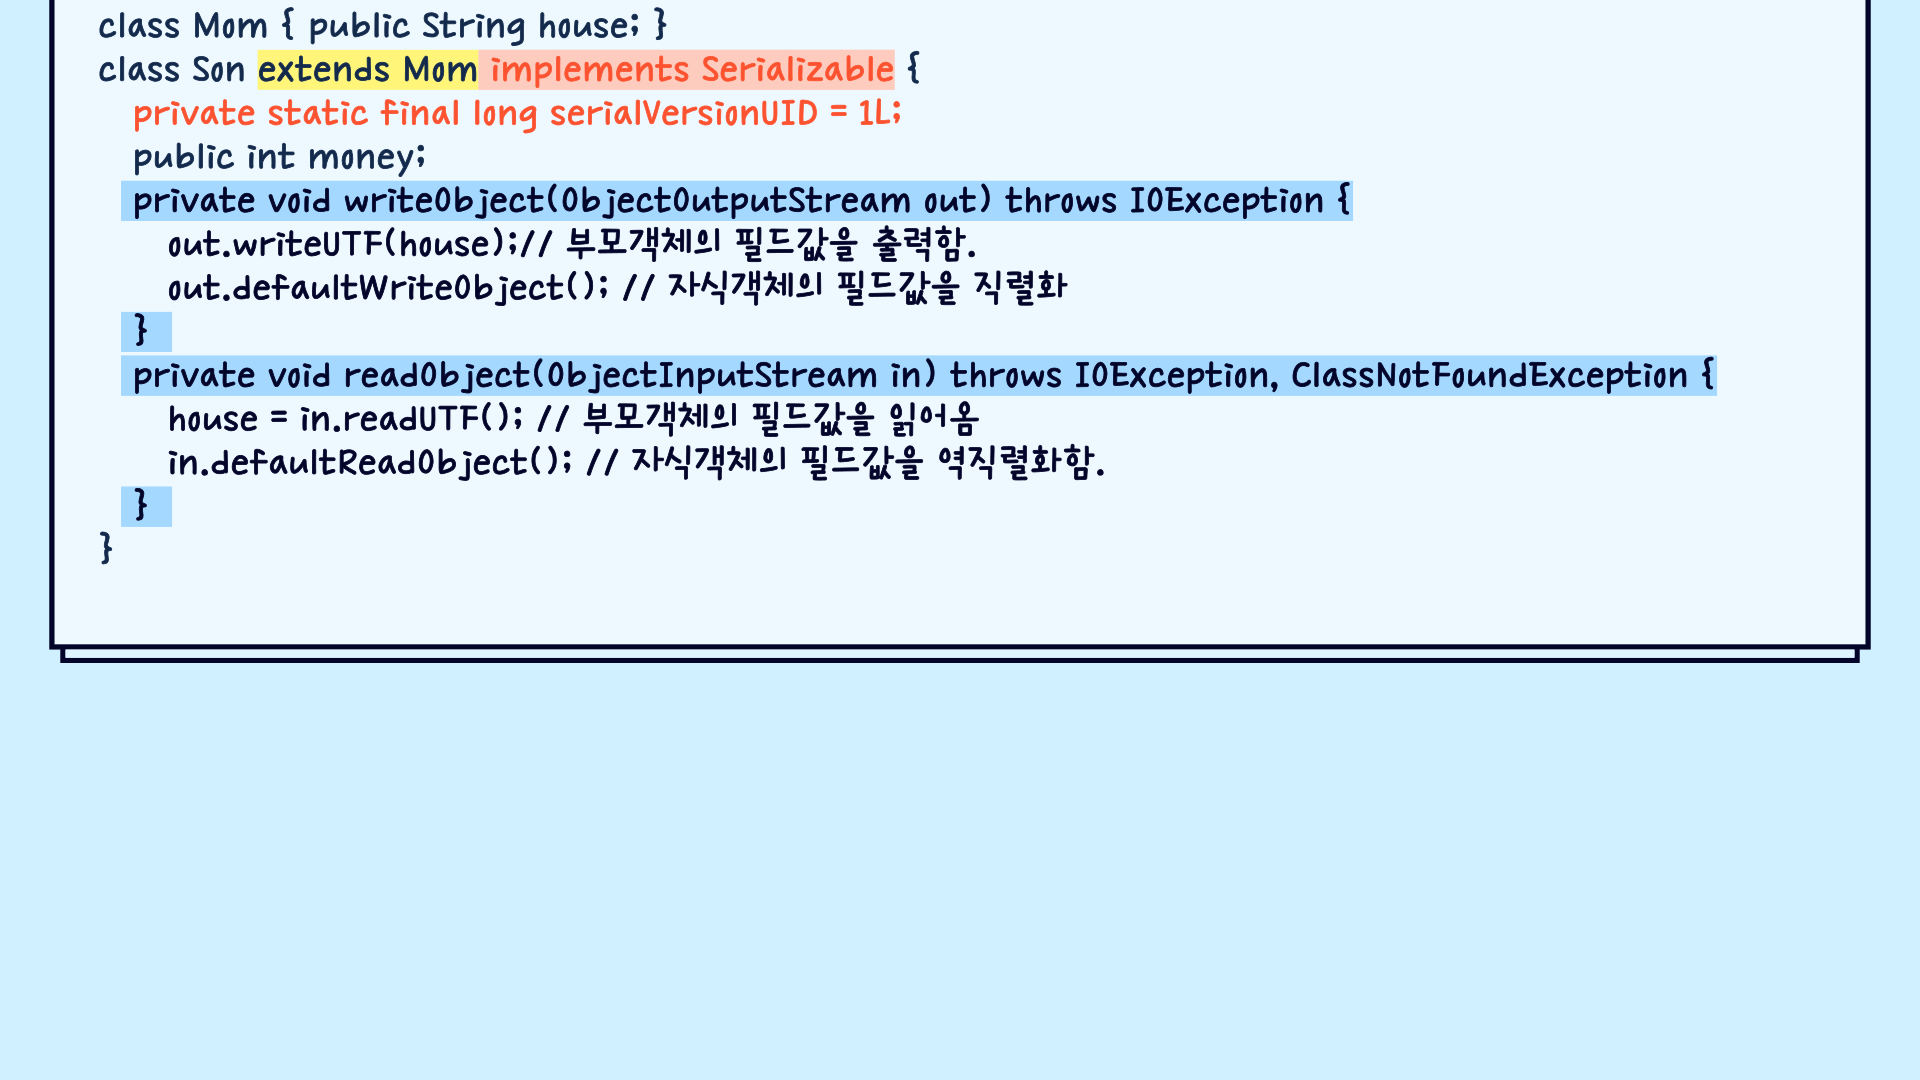 class Mom { public String house; }
class Son extends Mom implements Serializable {
private static final long serialVersionUID = 1L;
public int money;
private void writeObject(ObjectOutputStream out) throws IOException {
out.writeUTF(house);// 부모객체의 필드값을 출력함.
out.defaultWriteObject(); // 자식객체의 필드값을 직렬화
}
private void readObject(ObjectInputStream in) throws IOException, ClassNotFoundException {
house = in.readUTF(); // 부모객체의 필드값을 읽어옴
in.defaultReadObject(); // 자식객체의 필드값을 역직렬화함.
}
}